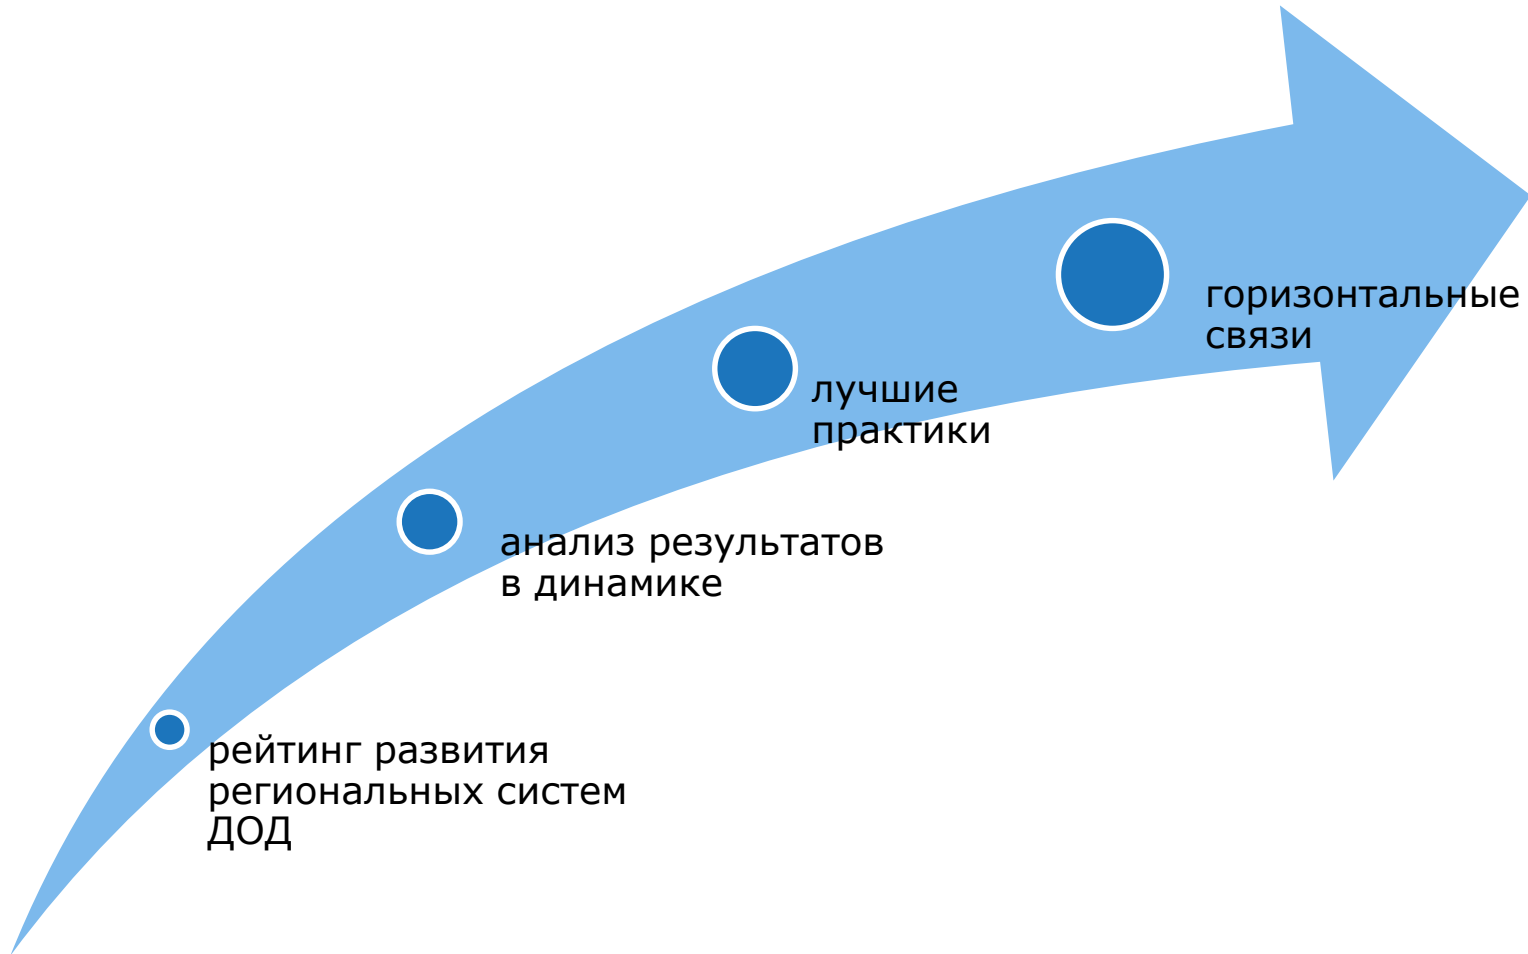 горизонтальные
связи
лучшие
практики
анализ результатов
в динамике
рейтинг развития
региональных систем
ДОД